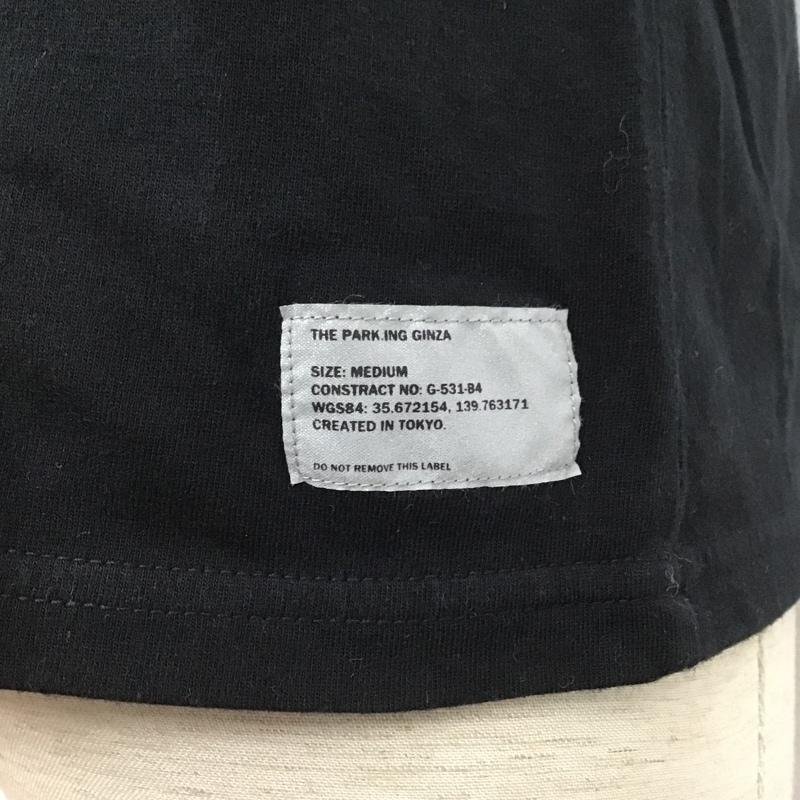 THE PARK.ING GINZA
SIZE: MEDIUM
CONSTRACT NO: G-531-B4
WGS84: 35.672154, 139.763171
CREATED IN TOKYO.
DO NOT REMOVE THIS LABEL